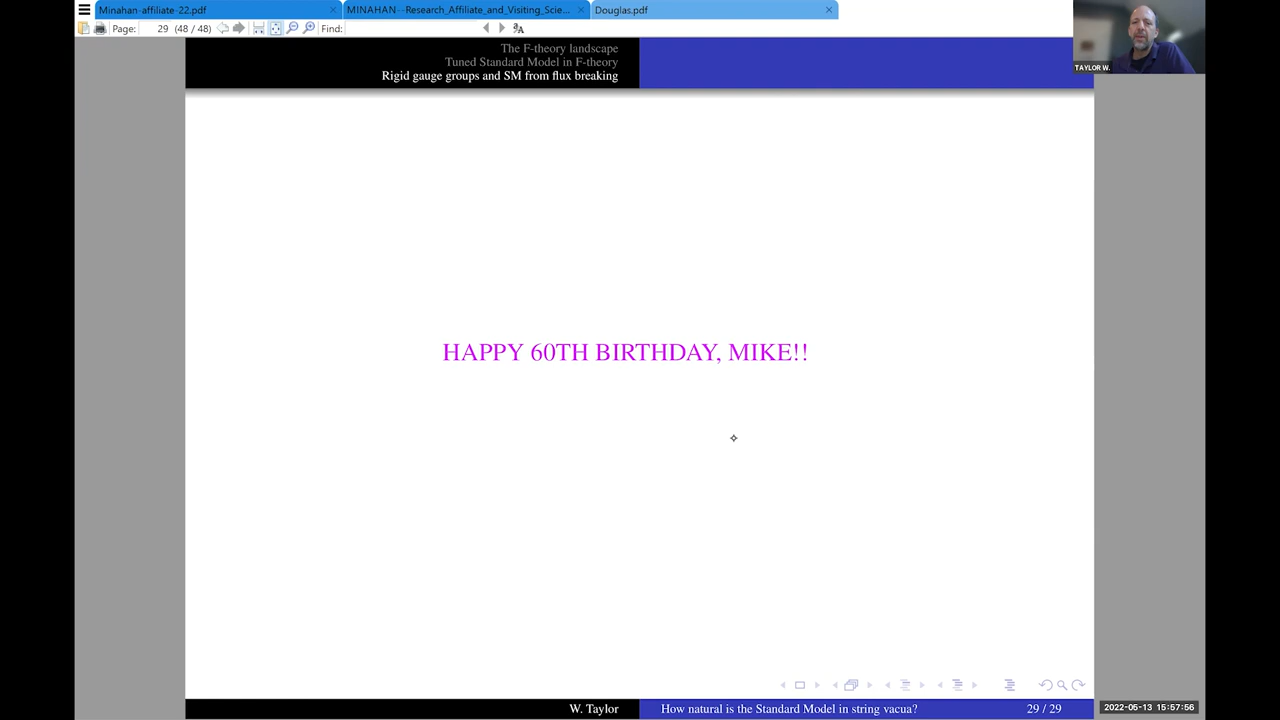 Minahan-affiliate-22.pdf
MINAHAN--Research_Affiliate_and_Visiting_Scie...
Douglas.pdf
Page: 29 (48 / 48) Find:
The F-theory landscape
Tuned Standard Model in F-theory
Rigid gauge groups and SM from flux breaking
TAYLOR W.
HAPPY 60TH BIRTHDAY, MIKE!!
W. Taylor
How natural is the Standard Model in string vacua?
29 / 29
2022-05-13 15:57:56